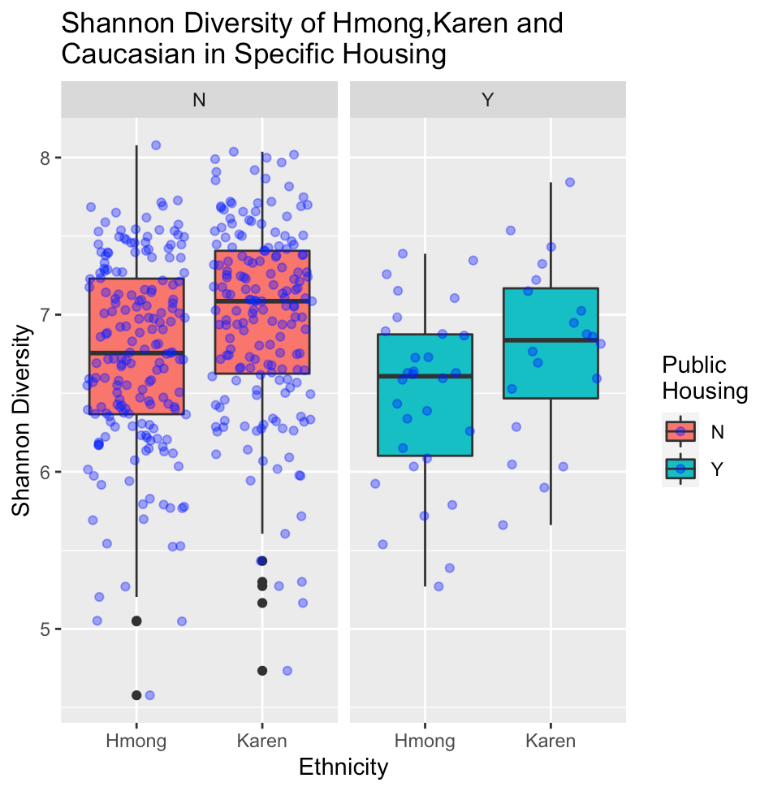 Shannon Diversity of Hmong,Karen and
Caucasian in Specific Housing
N
Y
8
7
6
5
Shannon Diversity
Hmong
Karen
Hmong
Karen
Ethnicity
Public
Housing
N
Y